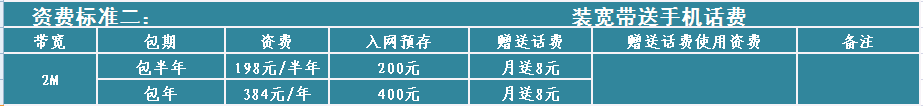 资费标准二： 装宽带送手机话费
带宽 包期 资费 入网预存 赠送话费 赠送话费使用资费 备注
2M 包半年 198元/半年 200元 月送8元
包年 384元/年 400元 月送8元